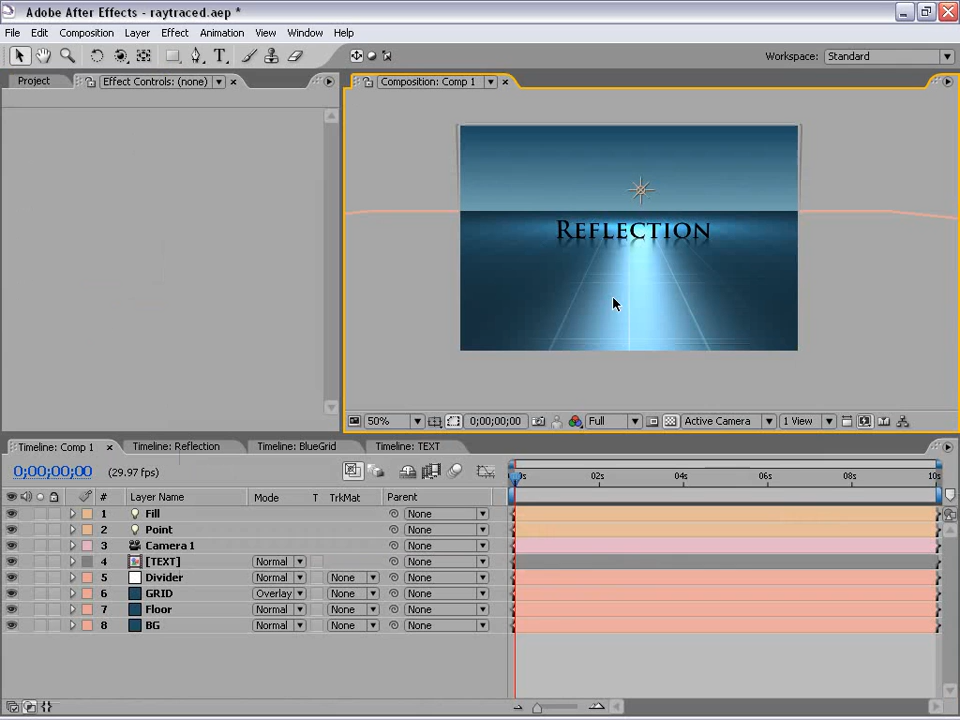 Adobe After Effects - raytraced.aep *
File Edit Composition Layer Effect Animation View Window Help
Workspace: Standard
Project Effect Controls: (none) Composition: Comp 1
REFLECTION
50% 0;00;00;00 Full Active Camera 1 View
Timeline: Comp 1 Timeline: Reflection Timeline: BlueGrid Timeline: TEXT
0;00;00;00 (29.97 fps) 02s 04s 06s 08s 10s
# Layer Name Mode T TrkMat Parent
1 Fill None
2 Point None
3 Camera 1 None
4 [TEXT] Normal None
5 Divider Normal None None
6 GRID Overlay None None
7 Floor Normal None None
8 BG Normal None None